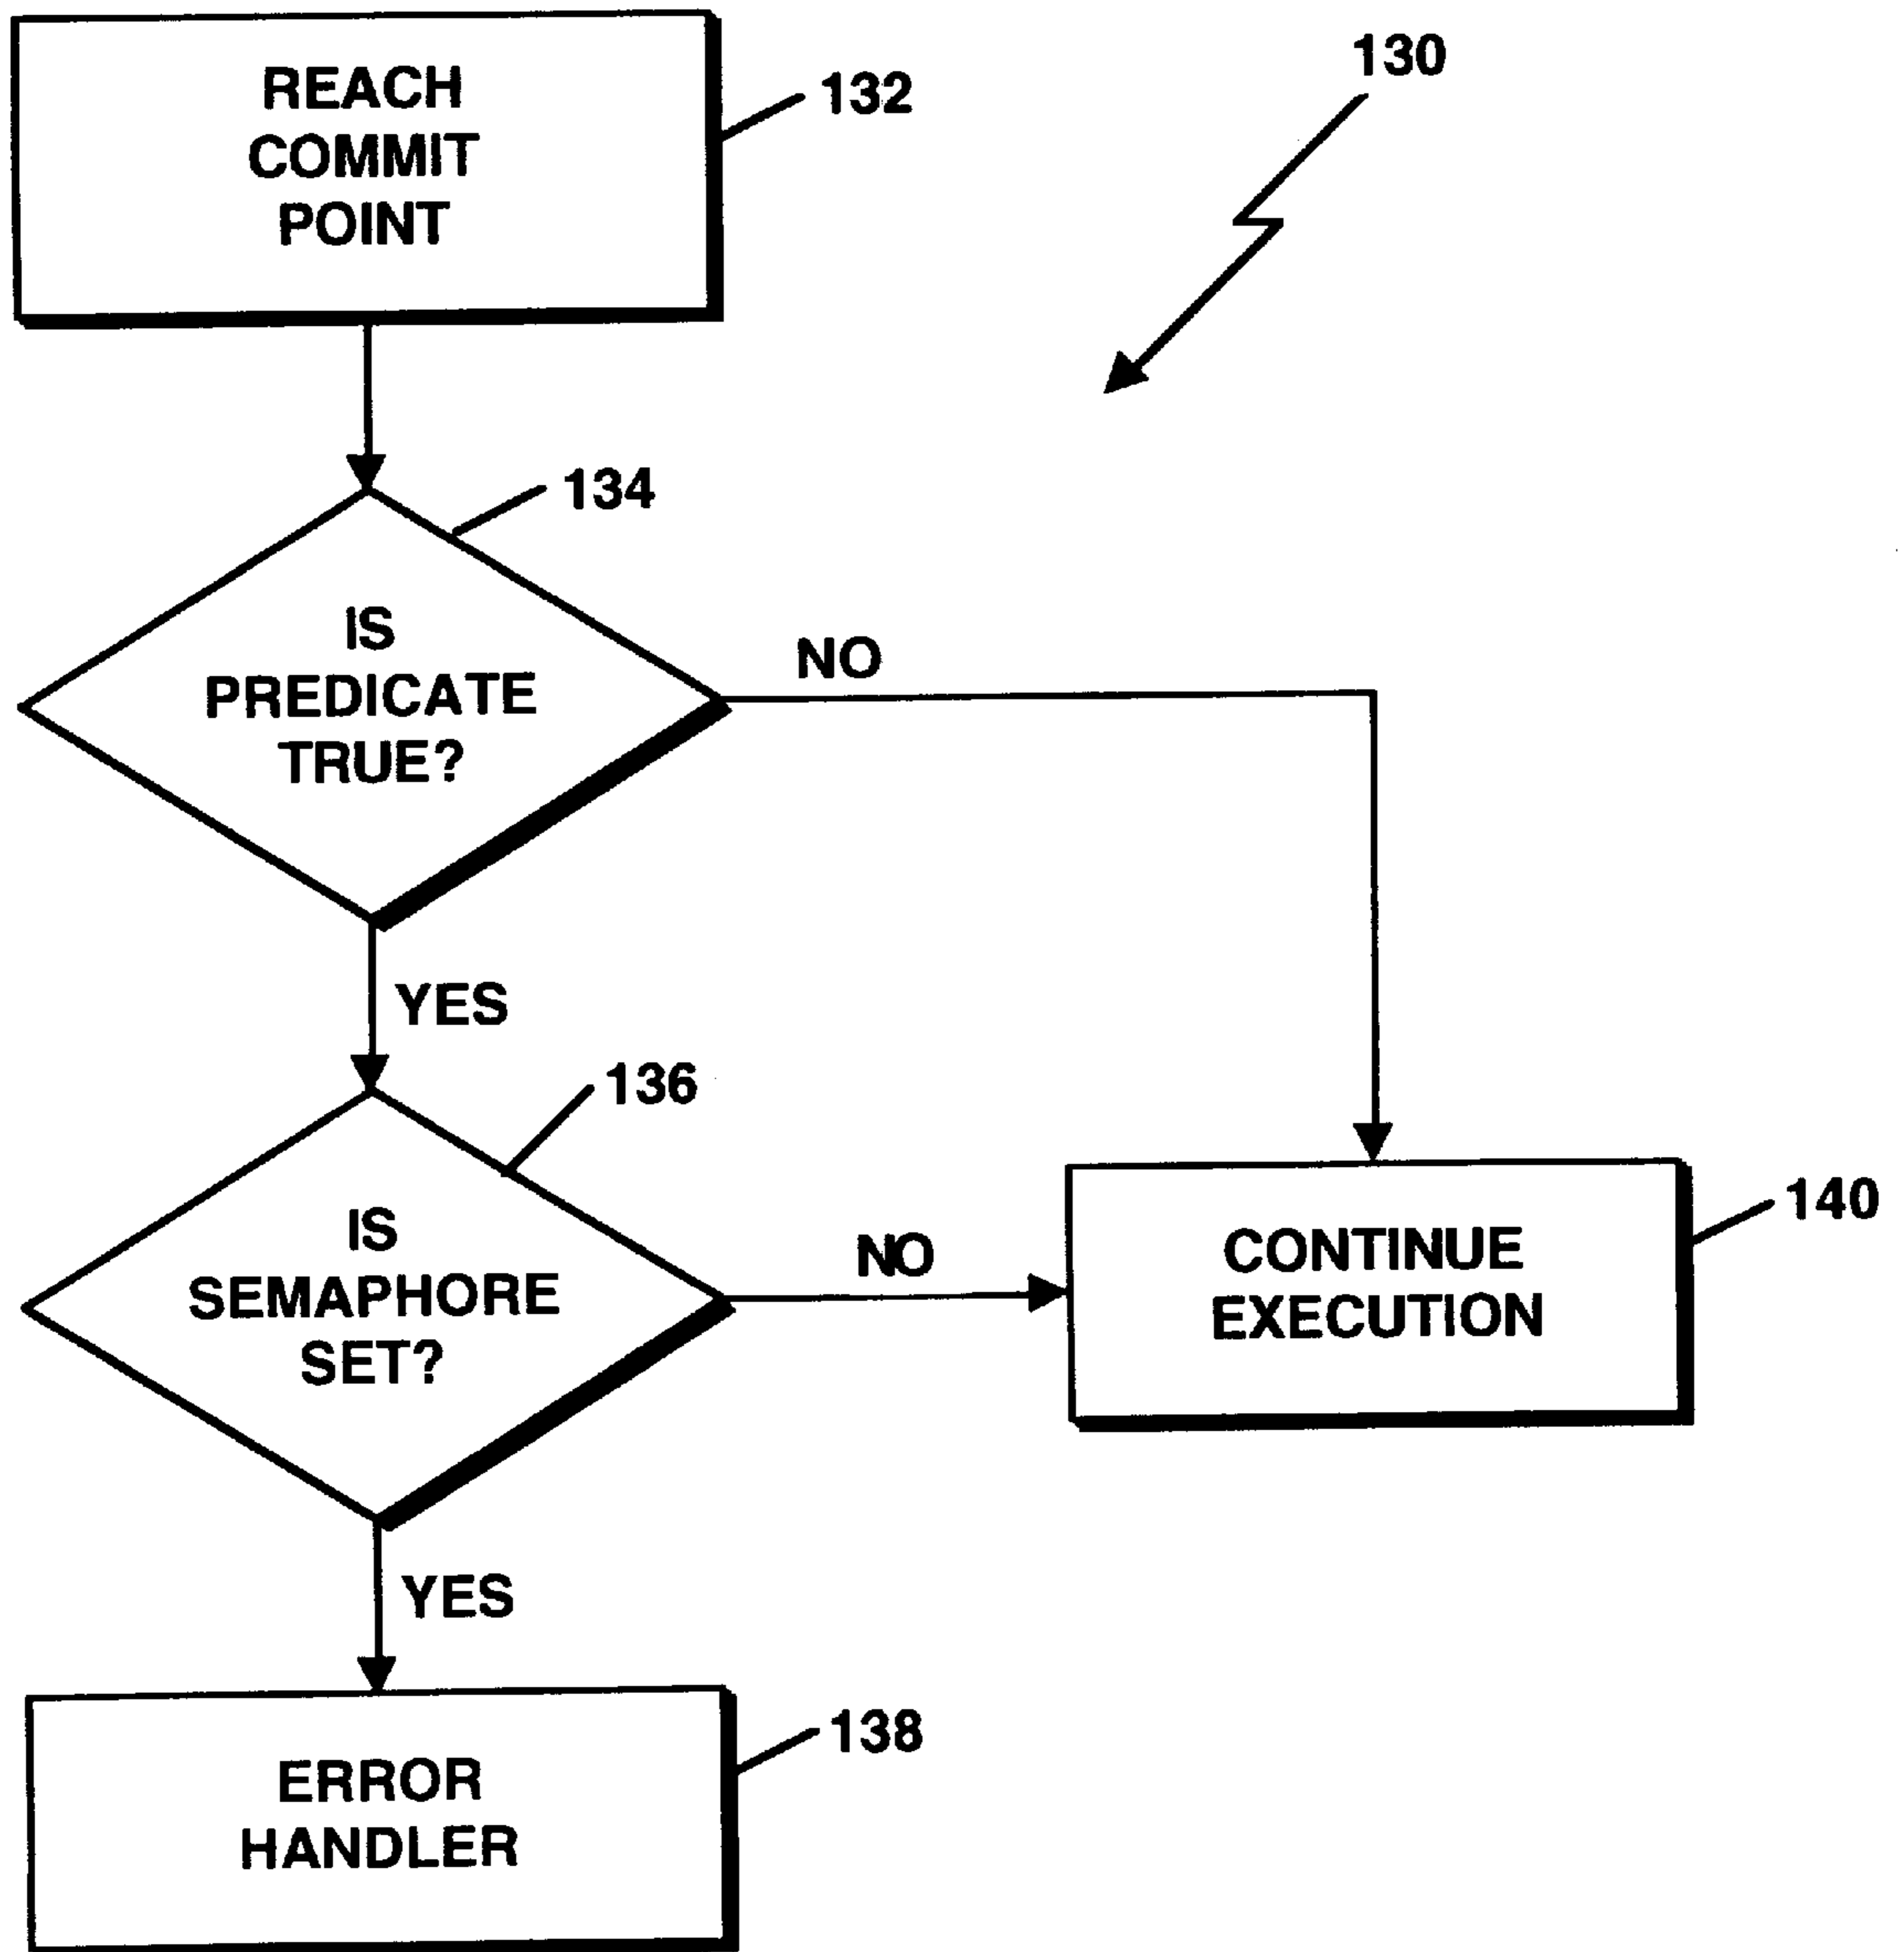 REACH
COMMIT
POINT
132
130
134
IS
PREDICATE
TRUE?
NO
YES
136
IS
SEMAPHORE
SET?
NO
CONTINUE
EXECUTION
140
YES
ERROR
HANDLER
138